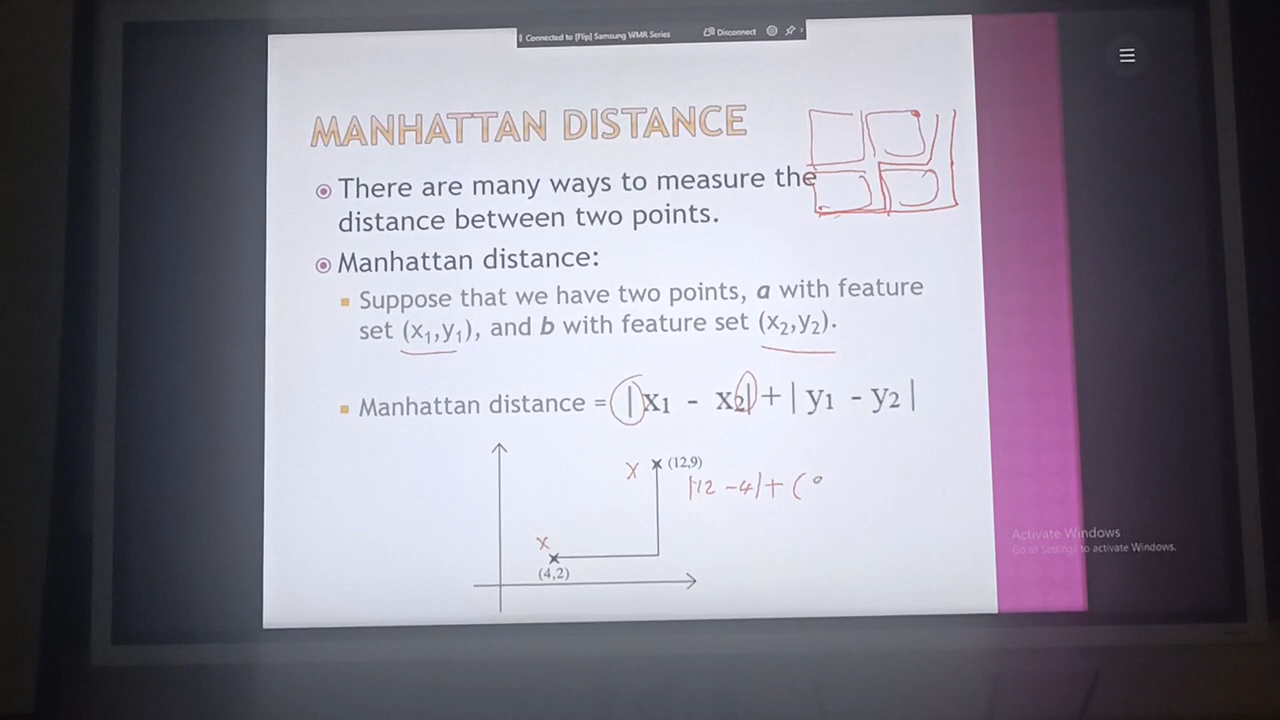 Connected to [Flip] Samsung WMR Series Disconnect
MANHATTAN DISTANCE
There are many ways to measure the
distance between two points.
Manhattan distance:
Suppose that we have two points, a with feature
set (x₁,y₁), and b with feature set (x₂,y₂).
Manhattan distance = |x₁ - x₂| + | y₁ - y₂ |
X × (12,9)
|12 -4|+ (
X
×
(4,2)
Activate Windows
Go to Settings to activate Windows.